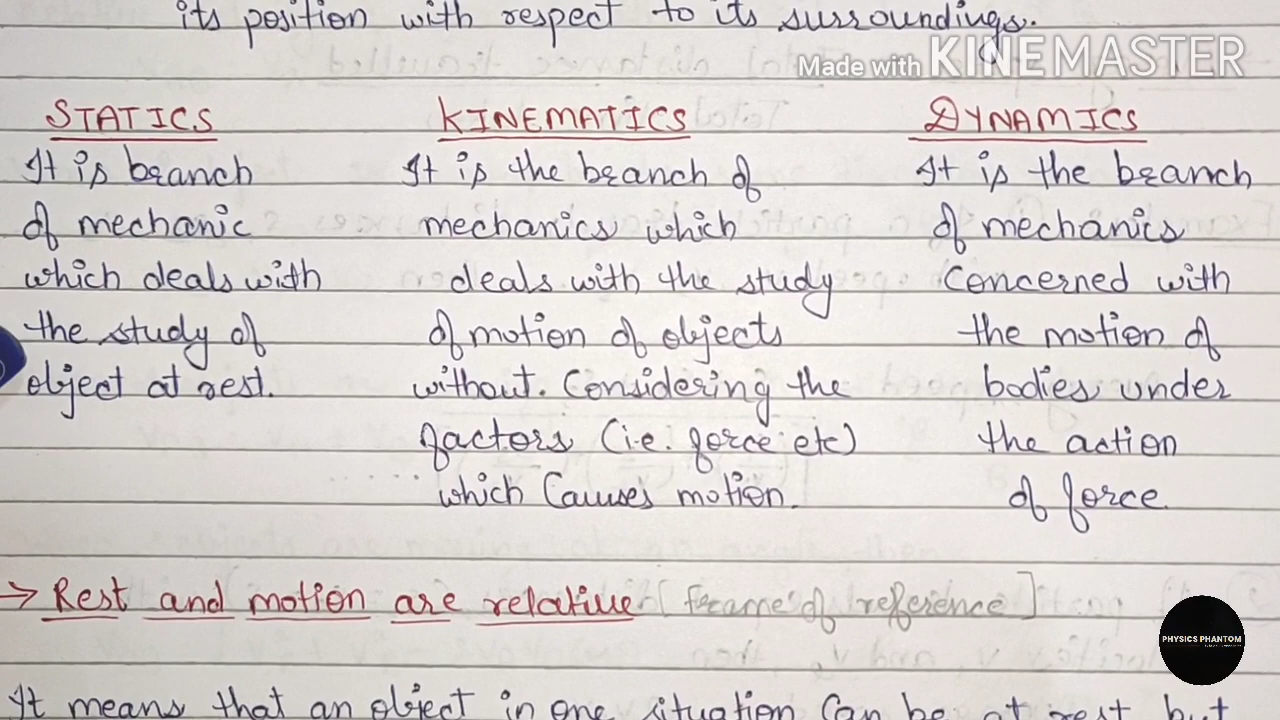 its position with respect to its surroundings.
Made with KINEMASTER
STATICS
It is branch
of mechanic
which deals with
the study of
object at rest.
KINEMATICS
It is the branch of
mechanics which
deals with the study
of motion of objects
without. Considering the
factors (i.e. force etc)
which Causes motion.
DYNAMICS
It is the branch
of mechanics
Concerned with
the motion of
bodies under
the action
of force.
→ Rest and motion are relative [frame of reference]
PHYSICS PHANTOM
It means that an object in one situation Can be at rest but